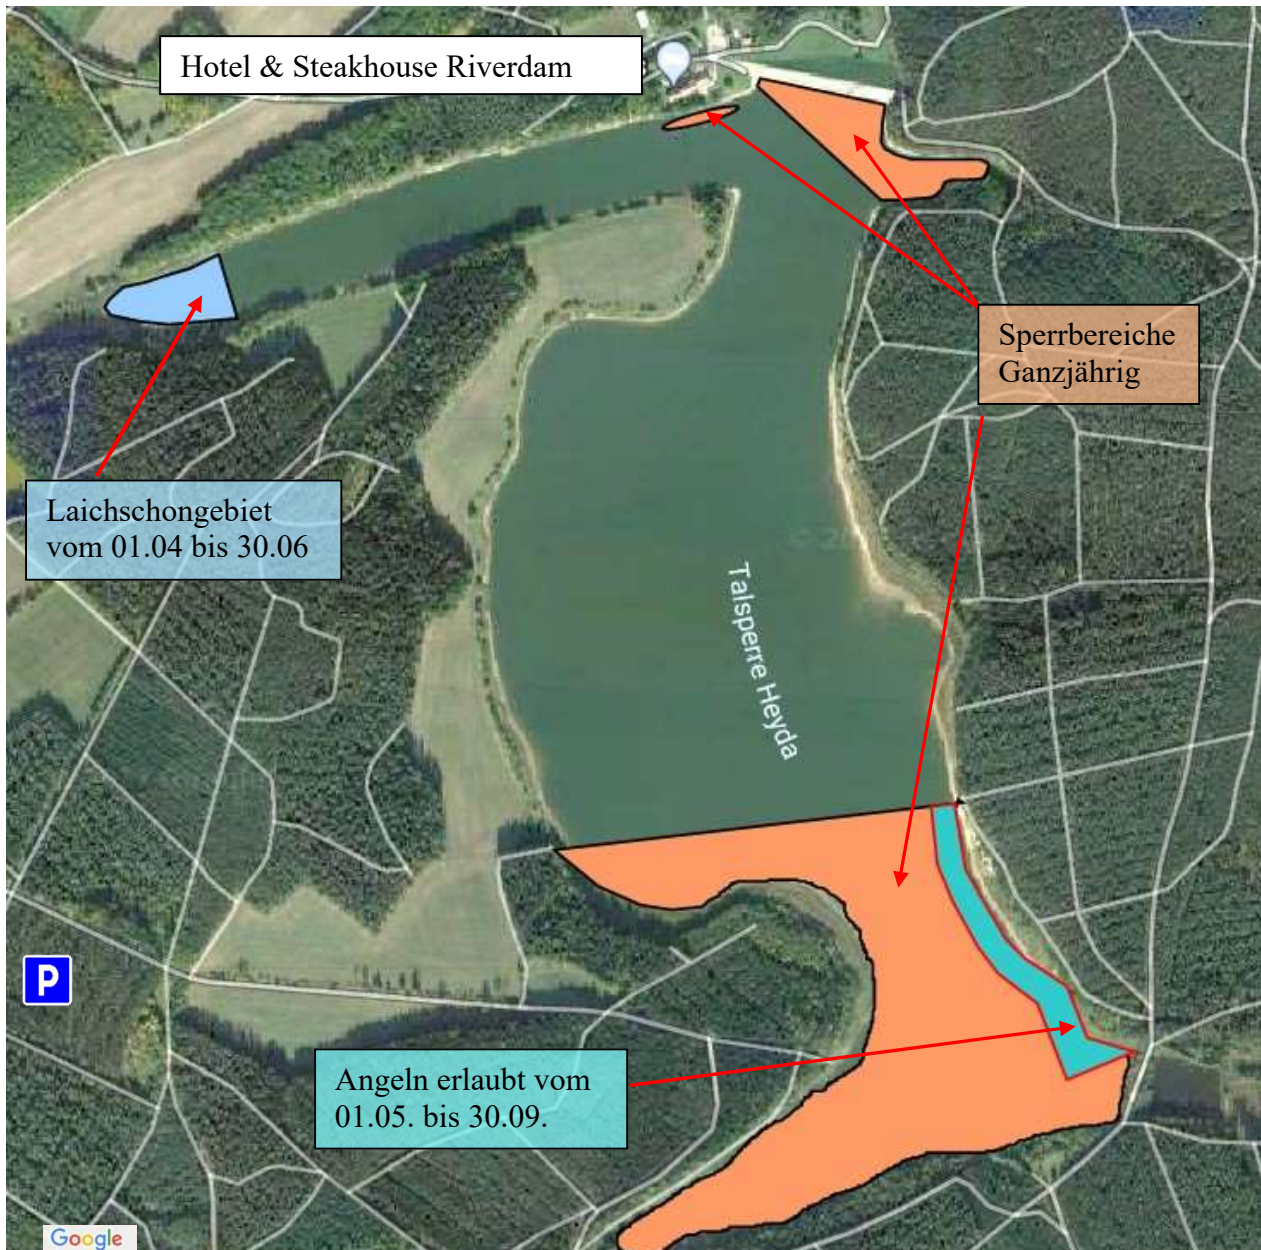 Hotel & Steakhouse Riverdam
Sperrbereiche
Ganzjährig
Laichschongebiet
vom 01.04 bis 30.06
Talsperre Heyda
P
Angeln erlaubt vom
01.05. bis 30.09.
Google